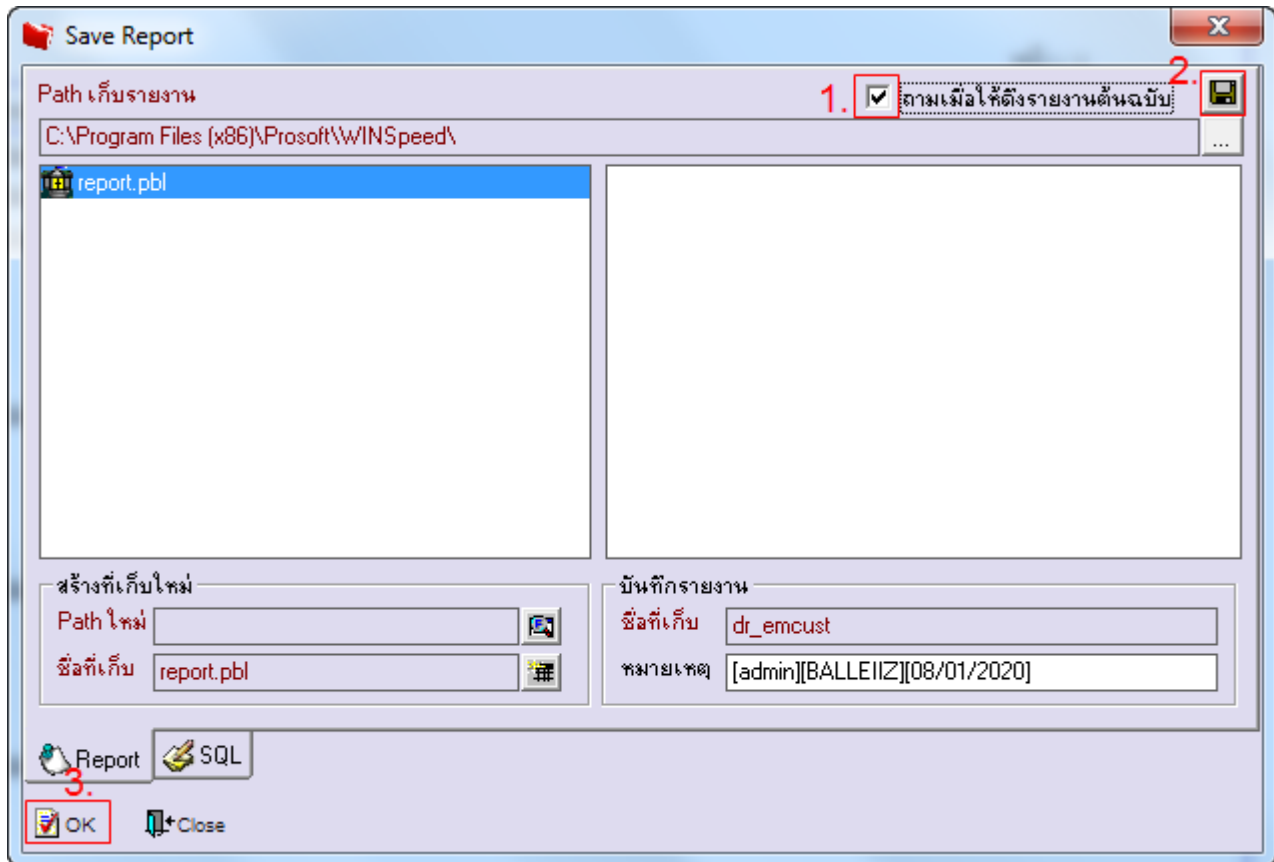 Save Report
Path เก็บรายงาน
1.
ถามเมื่อให้ดึงรายงานต้นฉบับ
2.
C:\Program Files (x86)\Prosoft\WINSpeed\
...
report.pbl
สร้างที่เก็บใหม่
Path ใหม่
ชื่อที่เก็บ report.pbl
บันทึกรายงาน
ชื่อที่เก็บ dr_emcust
หมายเหตุ [admin][BALLEIIZ][08/01/2020]
Report SQL
3.
OK Close